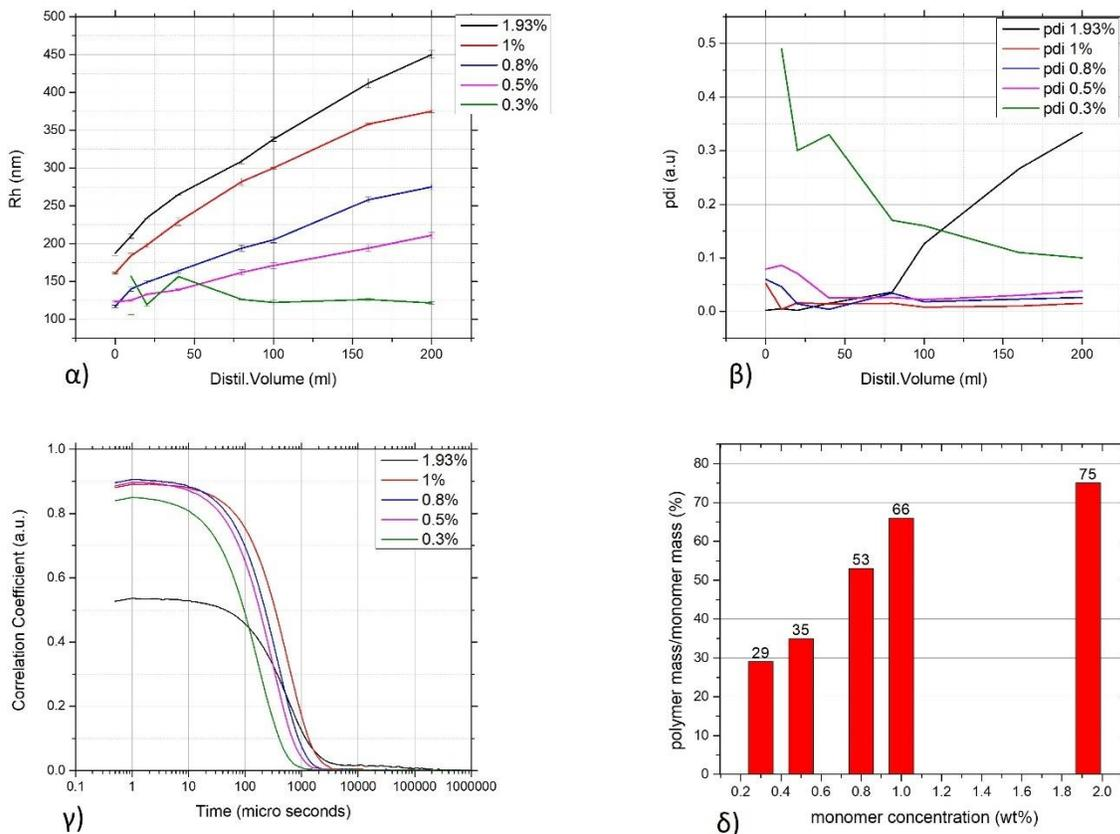 500
450
400
350
300
250
200
150
100
Rh (nm)
0 50 100 150 200
Distil.Volume (ml)
1.93%
1%
0.8%
0.5%
0.3%
α)
0.5
0.4
0.3
0.2
0.1
0.0
pdi (a.u)
0 50 100 150 200
Distil.Volume (ml)
pdi 1.93%
pdi 1%
pdi 0.8%
pdi 0.5%
pdi 0.3%
β)
1.0
0.8
0.6
0.4
0.2
0.0
Correlation Coefficient (a.u.)
0.1 1 10 100 1000 10000 100000 1000000
Time (micro seconds)
1.93%
1%
0.8%
0.5%
0.3%
γ)
80
70
60
50
40
30
20
10
0
polymer mass/monomer mass (%)
29
35
53
66
75
0.2 0.4 0.6 0.8 1.0 1.2 1.4 1.6 1.8 2.0
monomer concentration (wt%)
δ)